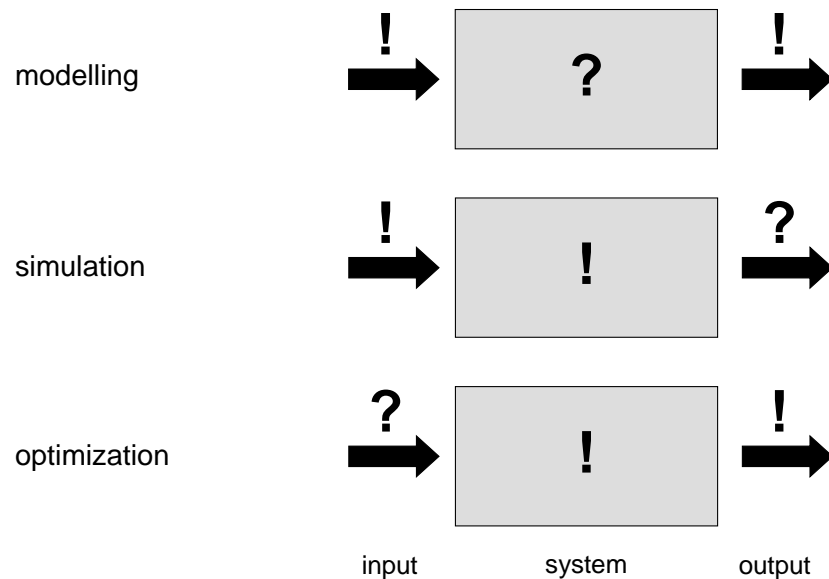 ! !
modelling ?
! ?
simulation !
? !
optimization !
input system output